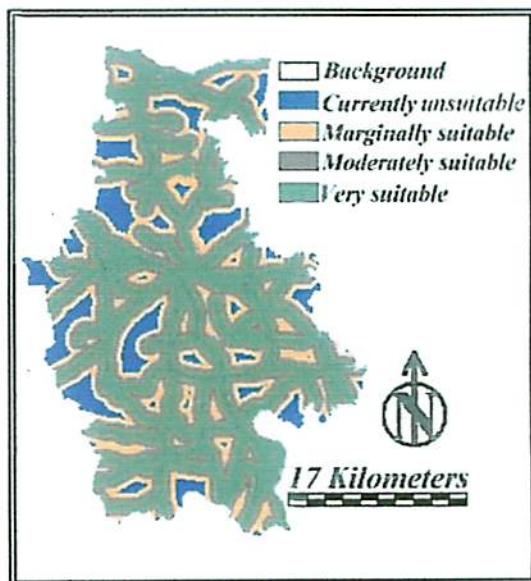 Background
Currently unsuitable
Marginally suitable
Moderately suitable
Very suitable
N
17 Kilometers